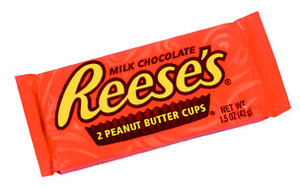 MILK CHOCOLATE
REESE'S®
2 PEANUT BUTTER CUPS
NET WT
1.5 OZ (42g)